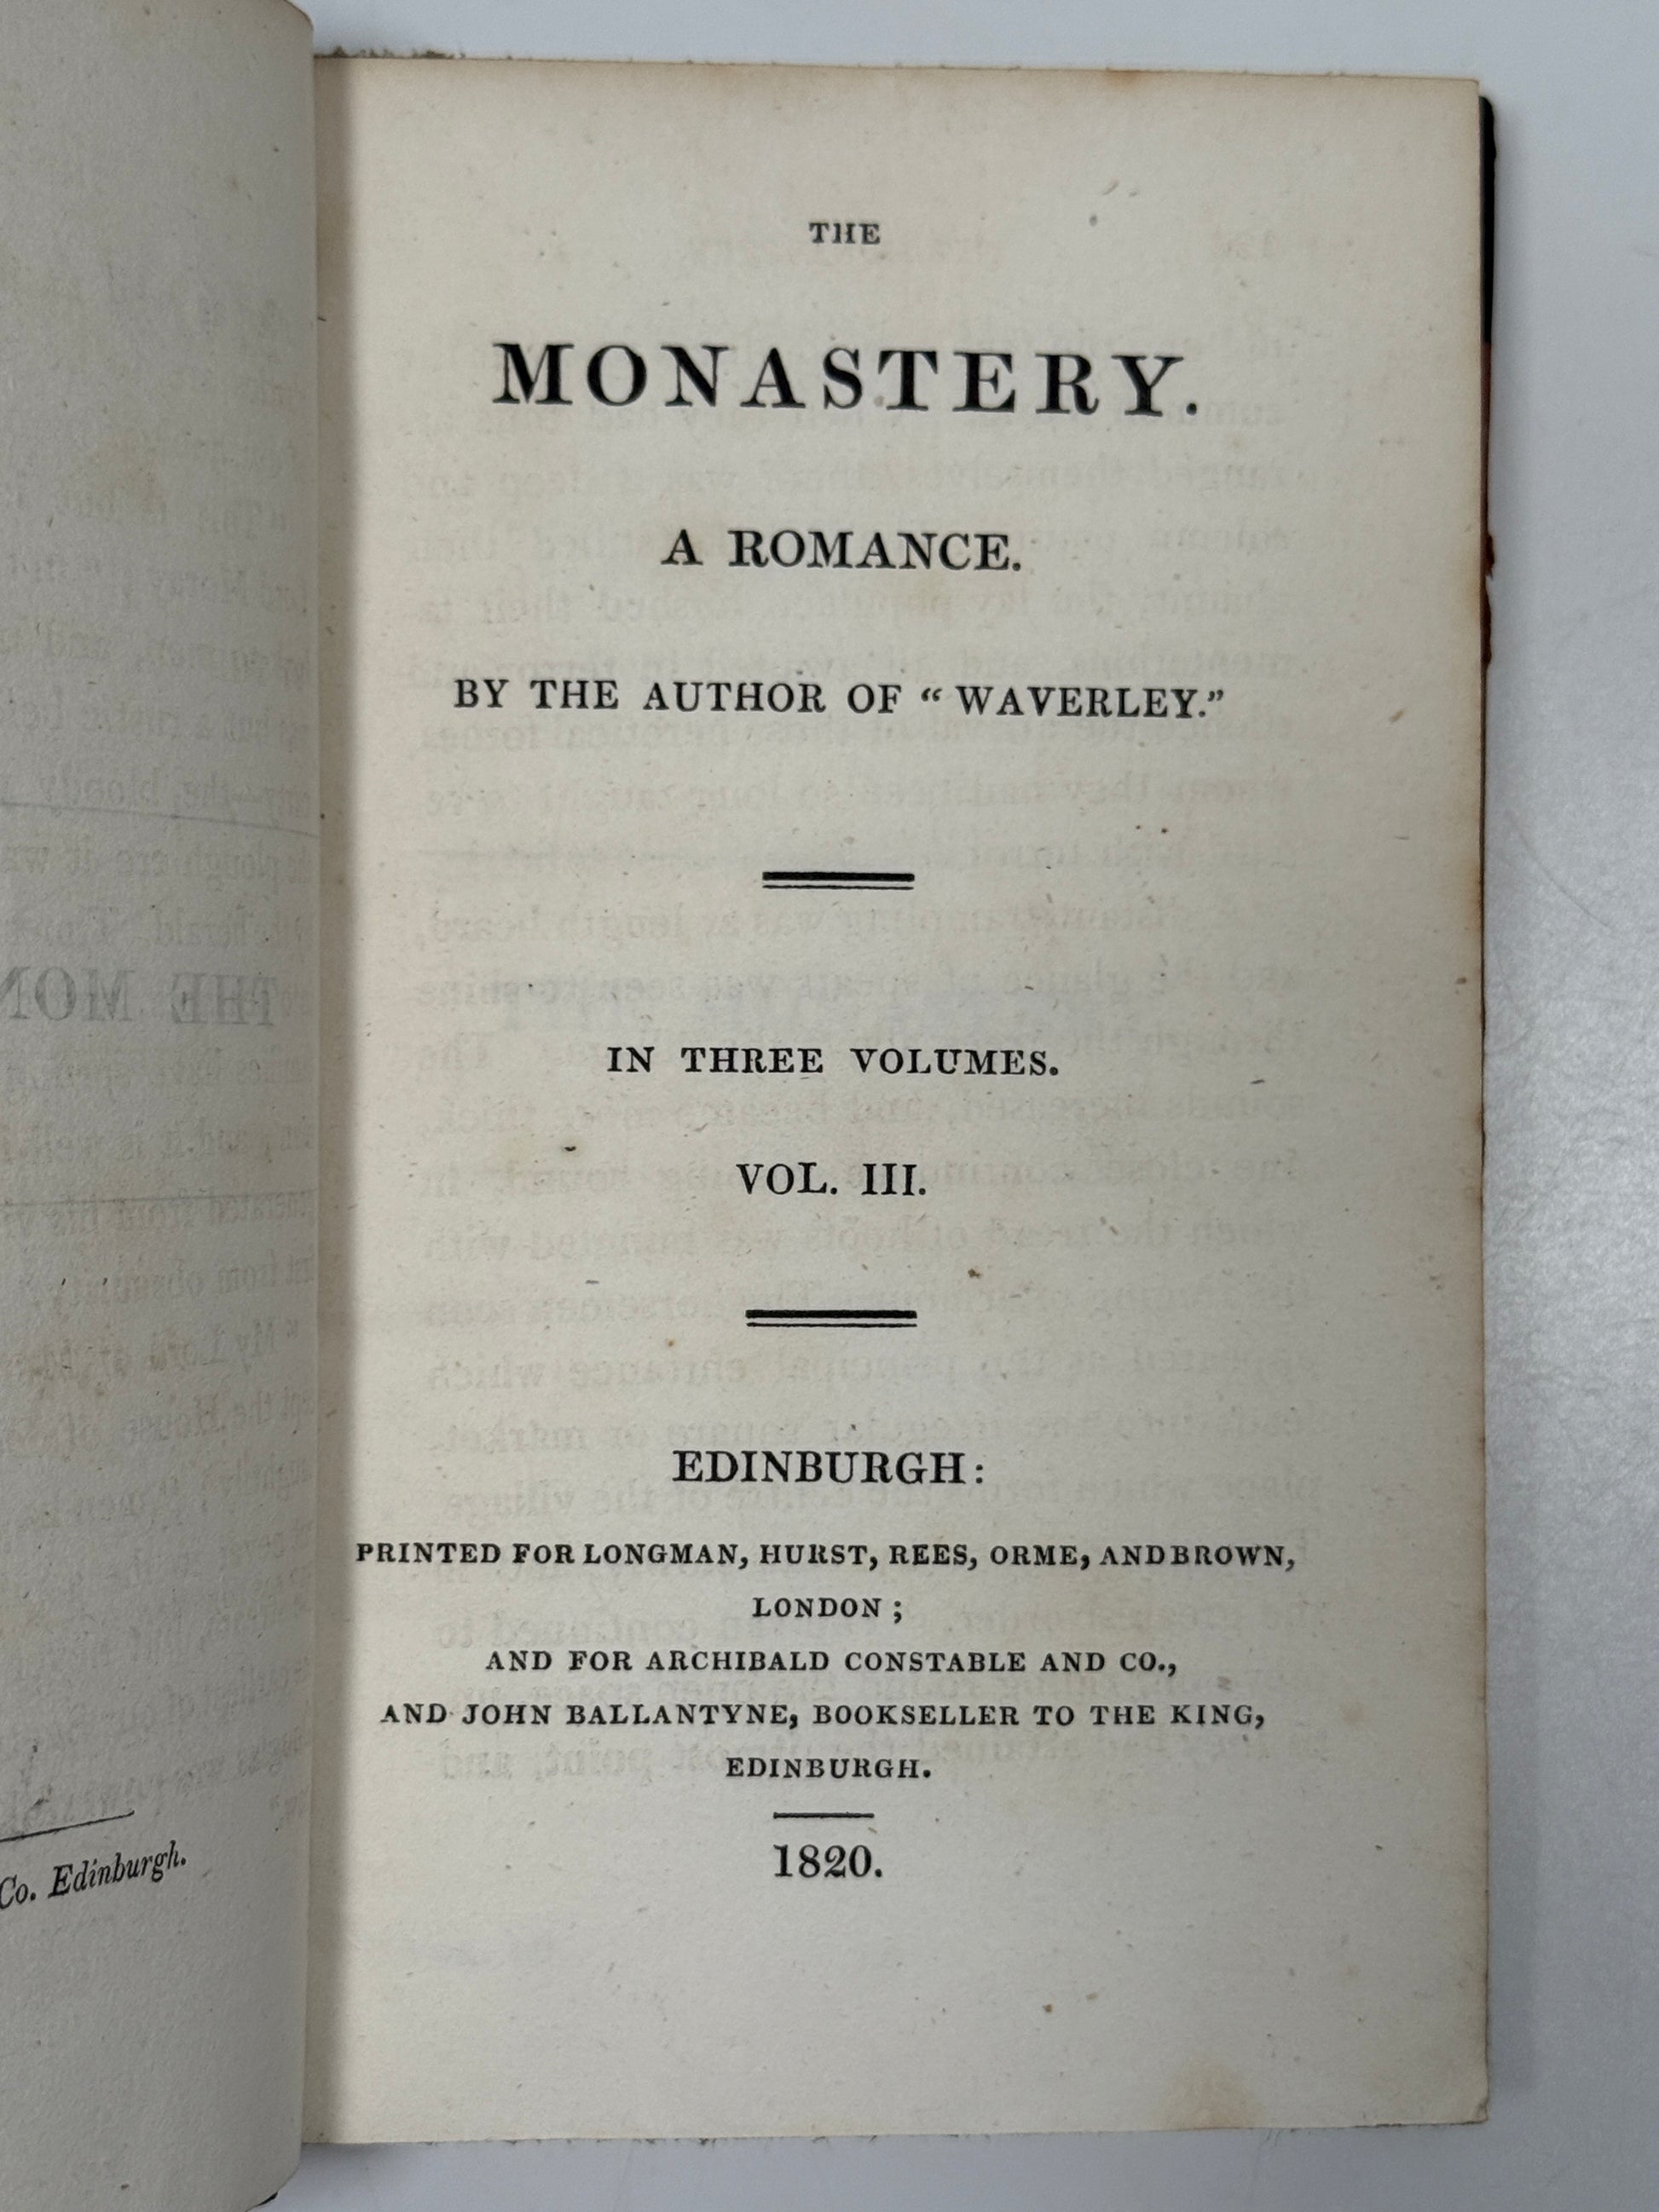 THE
MONASTERY.
A ROMANCE.
BY THE AUTHOR OF “WAVERLEY.”
IN THREE VOLUMES.
VOL. III.
EDINBURGH:
PRINTED FOR LONGMAN, HURST, REES, ORME, AND BROWN,
LONDON;
AND FOR ARCHIBALD CONSTABLE AND CO.,
AND JOHN BALLANTYNE, BOOKSELLER TO THE KING,
EDINBURGH.
1820.
Co. Edinburgh.